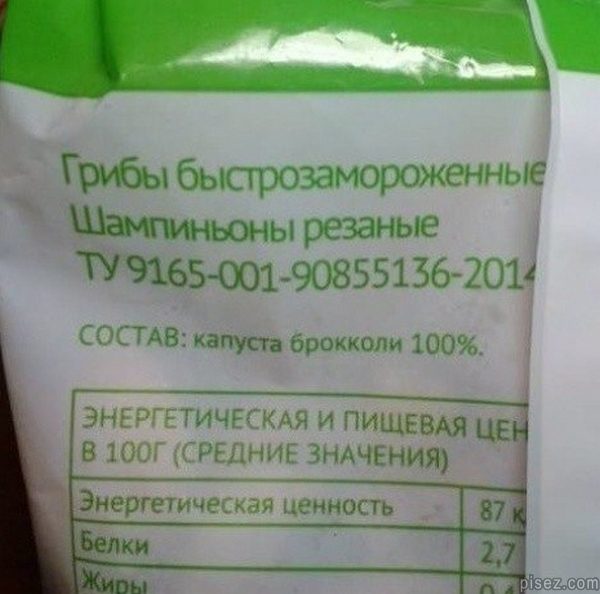 Грибы быстрозамороженные
Шампиньоны резаные
ТУ 9165-001-90855136-2014
СОСТАВ: капуста брокколи 100%.
ЭНЕРГЕТИЧЕСКАЯ И ПИЩЕВАЯ ЦЕН
В 100Г (СРЕДНИЕ ЗНАЧЕНИЯ)
Энергетическая ценность 87 к
Белки 2,7
Жиры
pisez.com